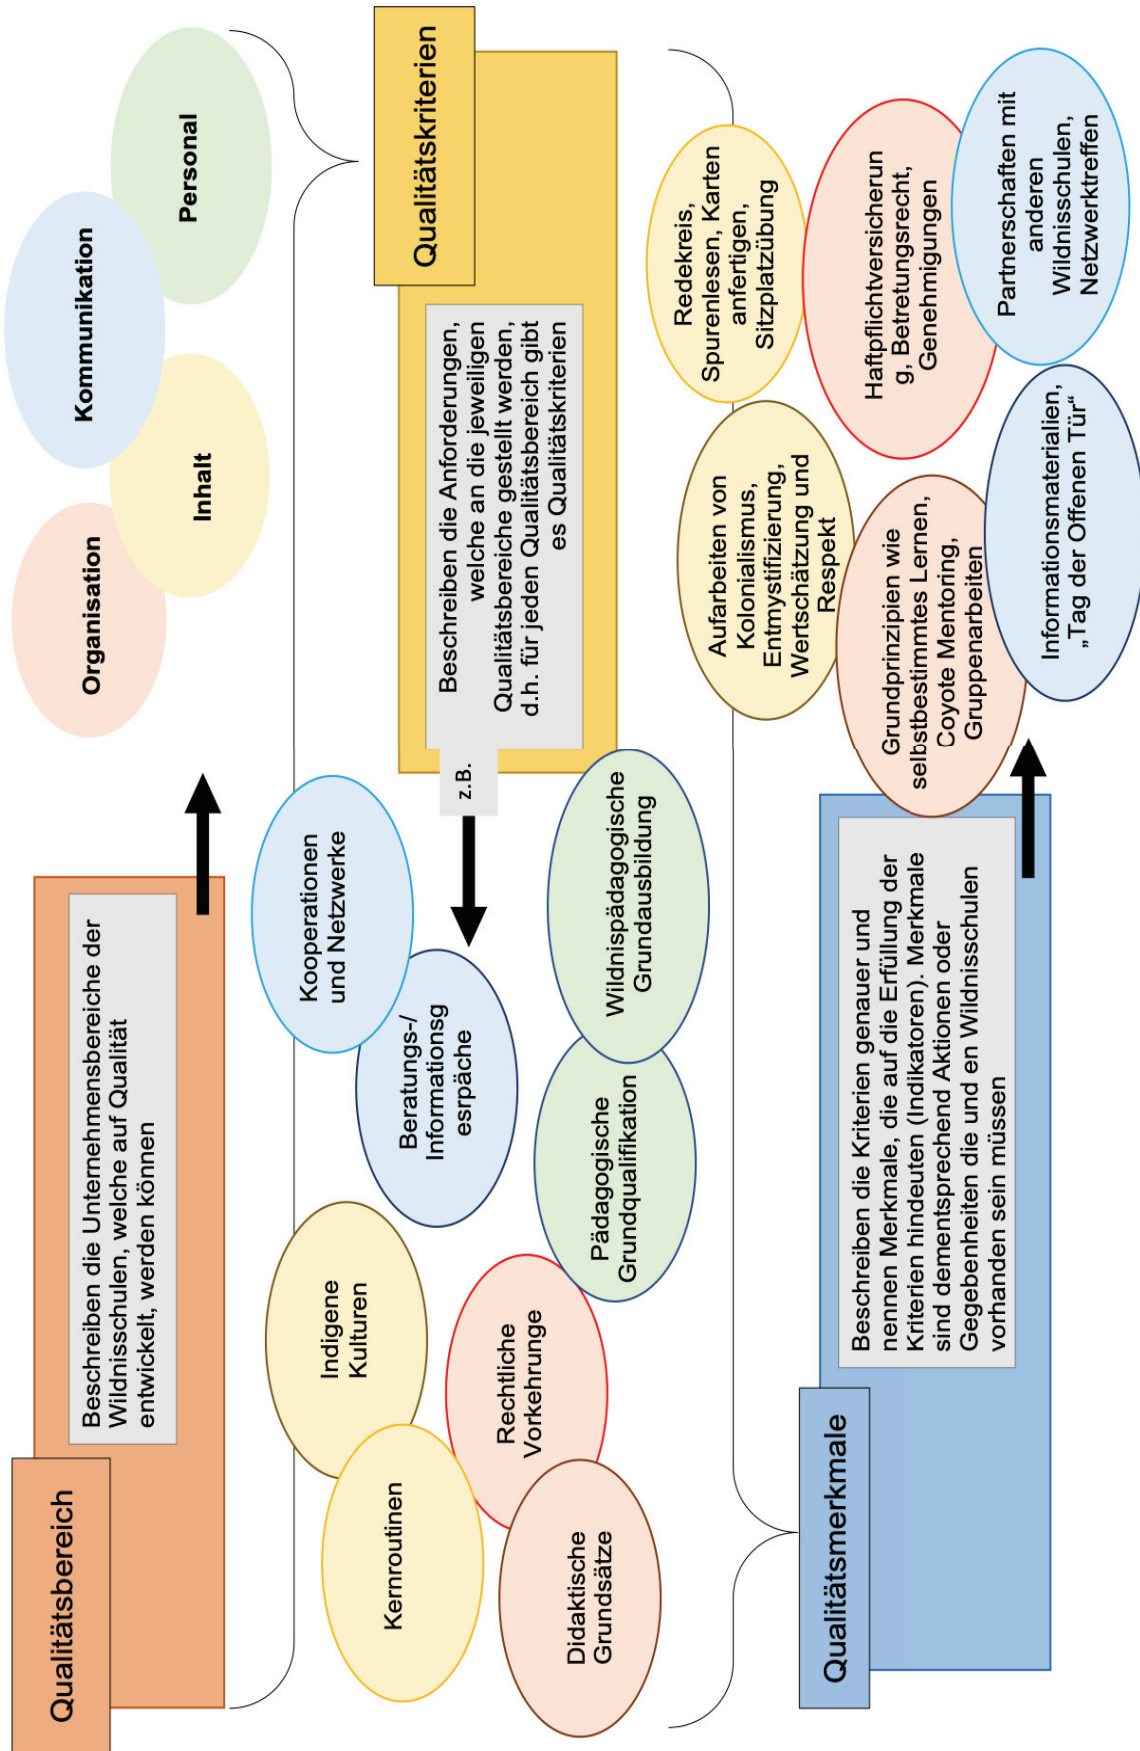 Qualitätsbereich
Beschreiben die Unternehmensbereiche der
Wildnisschulen, welche auf Qualität
entwickelt, werden können
Organisation
Inhalt
Kommunikation
Personal
Qualitätskriterien
Beschreiben die Anforderungen,
welche an die jeweiligen
Qualitätsbereiche gestellt werden,
d.h. für jeden Qualitätsbereich gibt
es Qualitätskriterien
z.B.
Kernroutinen
Indigene
Kulturen
Beratungs-/
Informationsg
esrpäche
Kooperationen
und Netzwerke
Didaktische
Grundsätze
Rechtliche
Vorkehrunge
Pädagogische
Grundqualifikation
Wildnispädagogische
Grundausbildung
Qualitätsmerkmale
Beschreiben die Kriterien genauer und
nennen Merkmale, die auf die Erfüllung der
Kriterien hindeuten (Indikatoren). Merkmale
sind dementsprechend Aktionen oder
Gegebenheiten die und en Wildnisschulen
vorhanden sein müssen
Aufarbeiten von
Kolonialismus,
Entmystifizierung,
Wertschätzung und
Respekt
Redekreis,
Spurenlesen, Karten
anfertigen,
Sitzplatzübung
Grundprinzipien wie
selbstbestimmtes Lernen,
Coyote Mentoring,
Gruppenarbeiten
Haftpflichtversicherun
g, Betretungsrecht,
Genehmigungen
Informationsmaterialien,
„Tag der Offenen Tür“
Partnerschaften mit
anderen
Wildnisschulen,
Netzwerktreffen